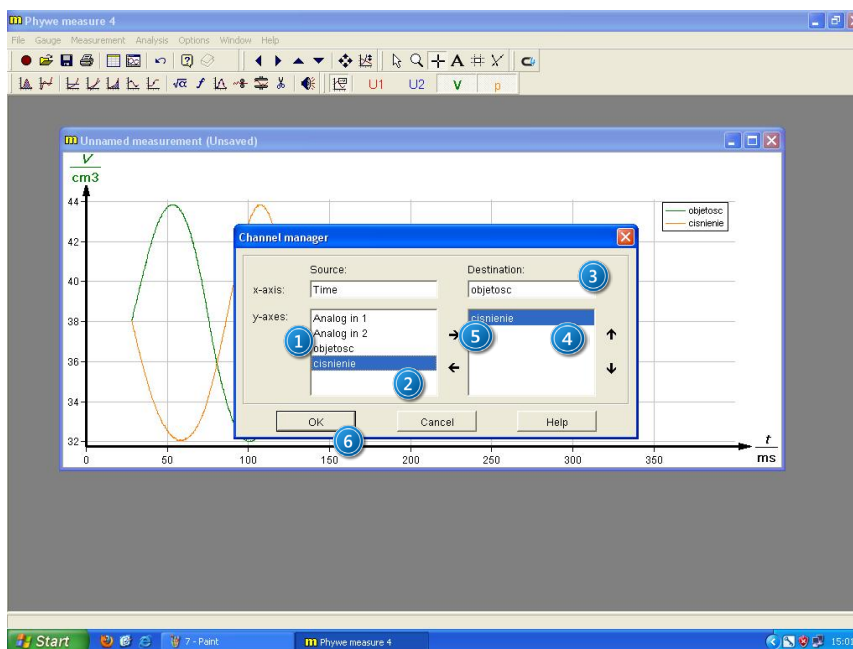 Phywe measure 4
File Gauge Measurement Analysis Options Window Help
U1 U2 V p
Unnamed measurement (Unsaved)
V
cm3
44
42
40
38
36
34
32
0 50 100 150 200 250 300 350
t
ms
objetosc
cisnienie
Channel manager
Source: Destination:
x-axis: Time objetosc
y-axes:
Analog in 1
Analog in 2
objetosc
cisnienie
cisnienie
OK Cancel Help
1
2
3
4
5
6
Start 7 - Paint Phywe measure 4 15:01